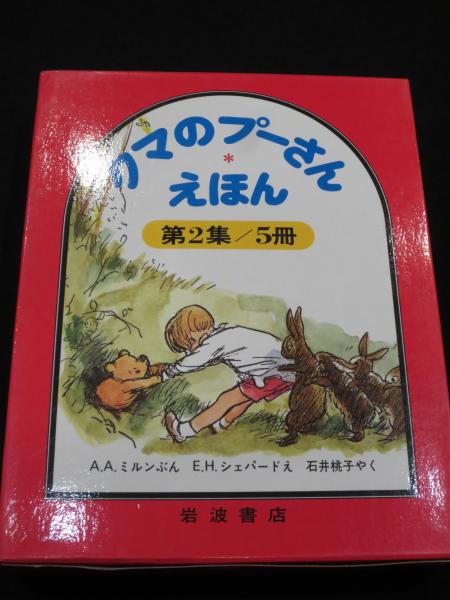 クマのプーさん
*
えほん
第2集/5冊
A.A.ミルンぶん E.H.シェパードえ 石井桃子やく
岩波書店